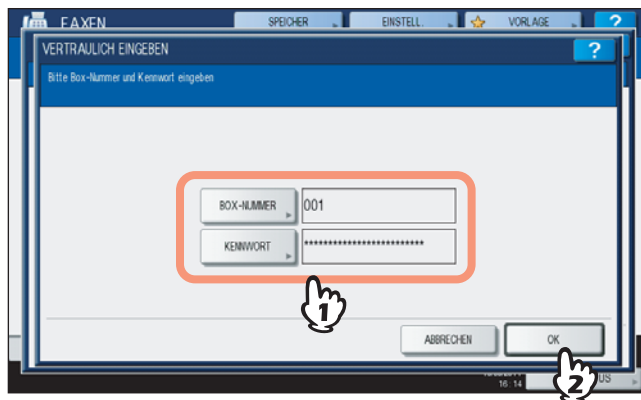 FAXEN SPEICHER EINSTELL. VORLAGE ?
VERTRAULICH EINGEBEN ?
Bitte Box-Nummer und Kennwort eingeben
BOX-NUMMER 001
KENNWORT *************************
1
ABBRECHEN OK
16:14 2 US